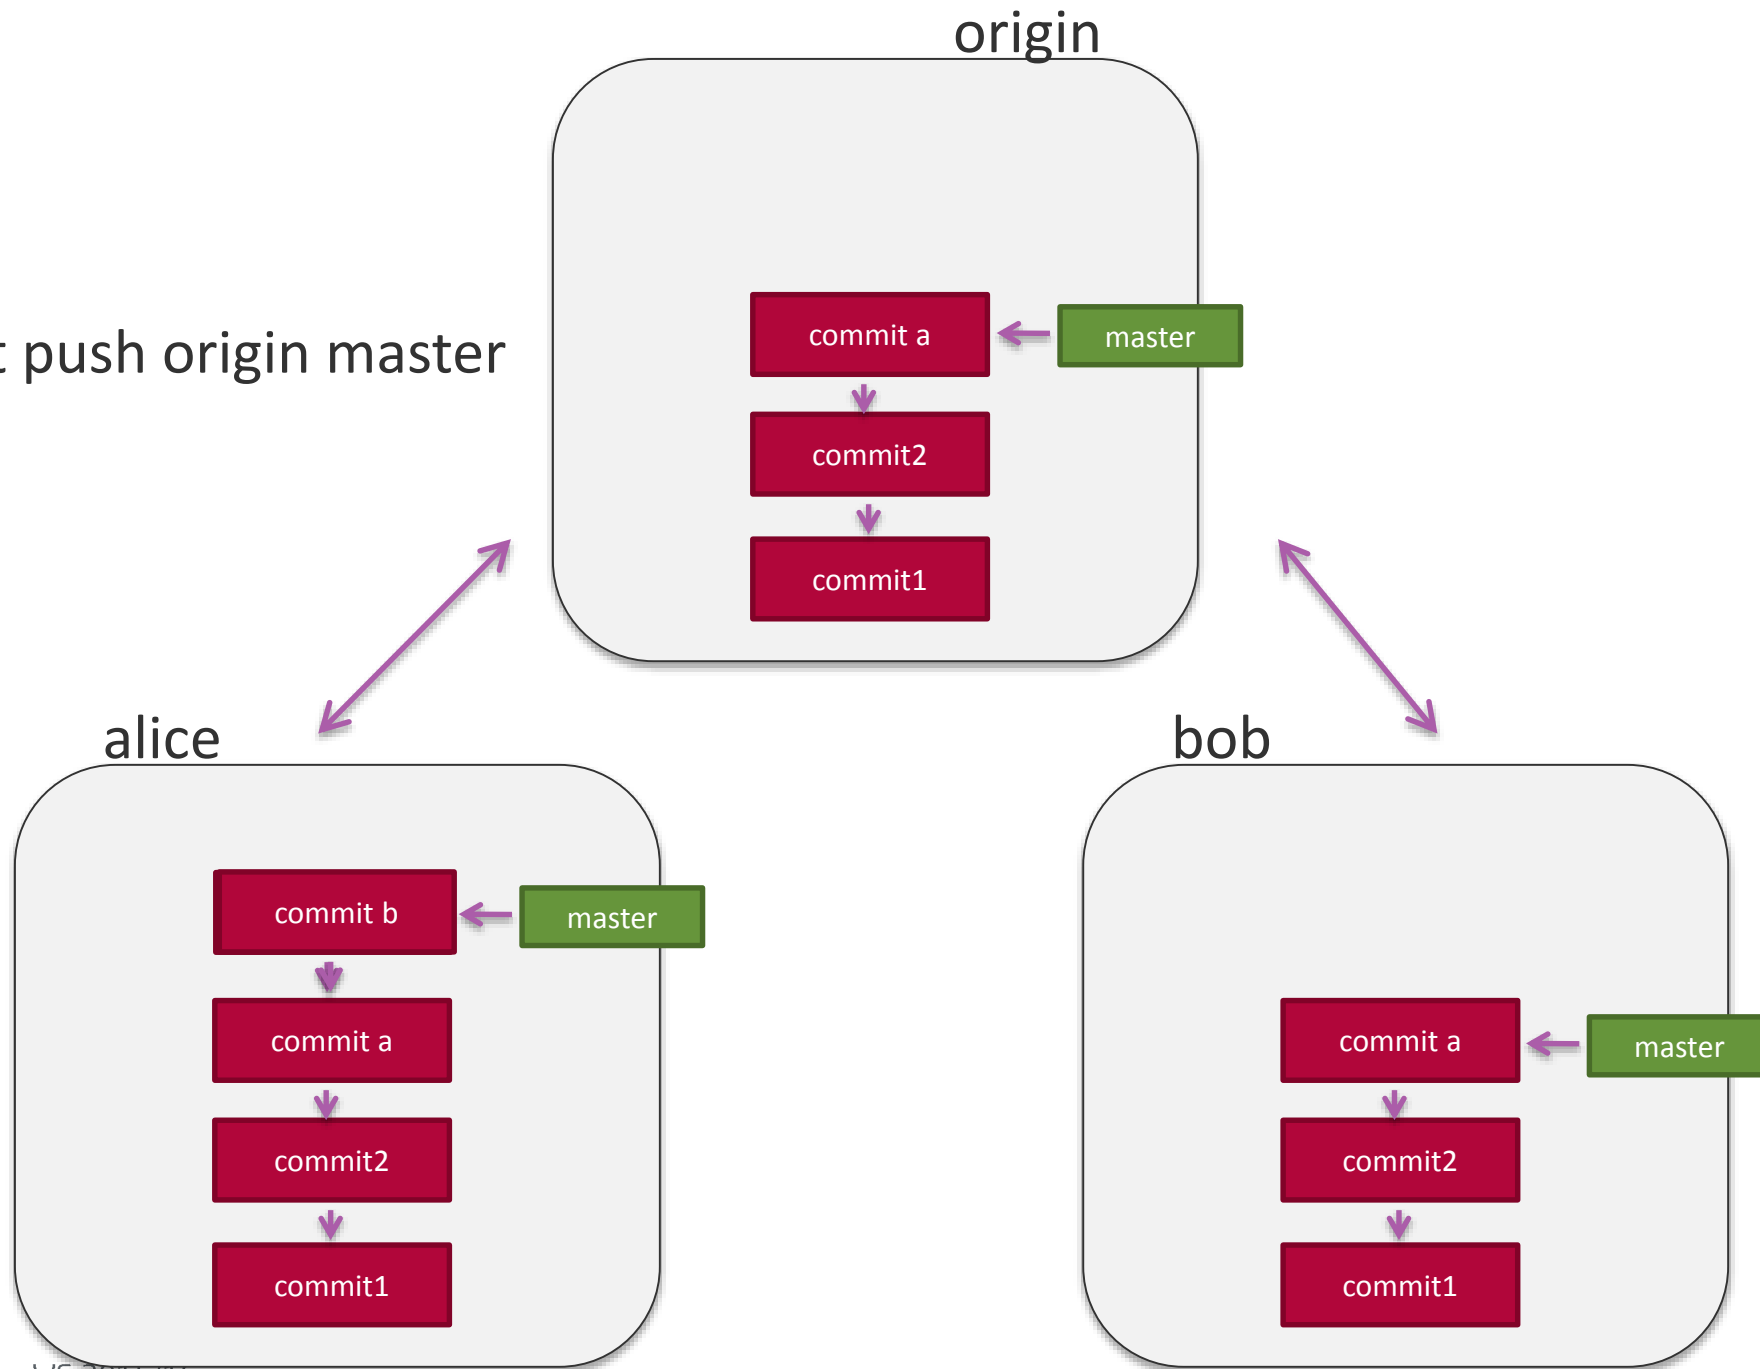 origin
commit a
master
push origin master
commit2
commit1
alice
bob
commit b
master
commit a
commit a
master
commit2
commit2
commit1
commit1